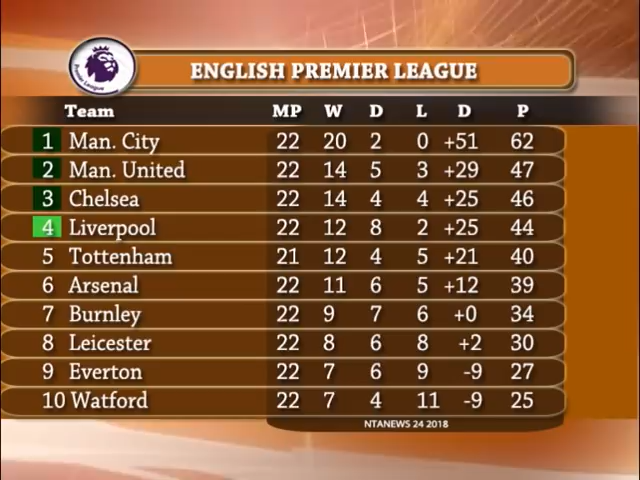 Premier League
ENGLISH PREMIER LEAGUE
Team MP W D L D P
1 Man. City 22 20 2 0 +51 62
2 Man. United 22 14 5 3 +29 47
3 Chelsea 22 14 4 4 +25 46
4 Liverpool 22 12 8 2 +25 44
5 Tottenham 21 12 4 5 +21 40
6 Arsenal 22 11 6 5 +12 39
7 Burnley 22 9 7 6 +0 34
8 Leicester 22 8 6 8 +2 30
9 Everton 22 7 6 9 -9 27
10 Watford 22 7 4 11 -9 25
NTANEWS 24 2018